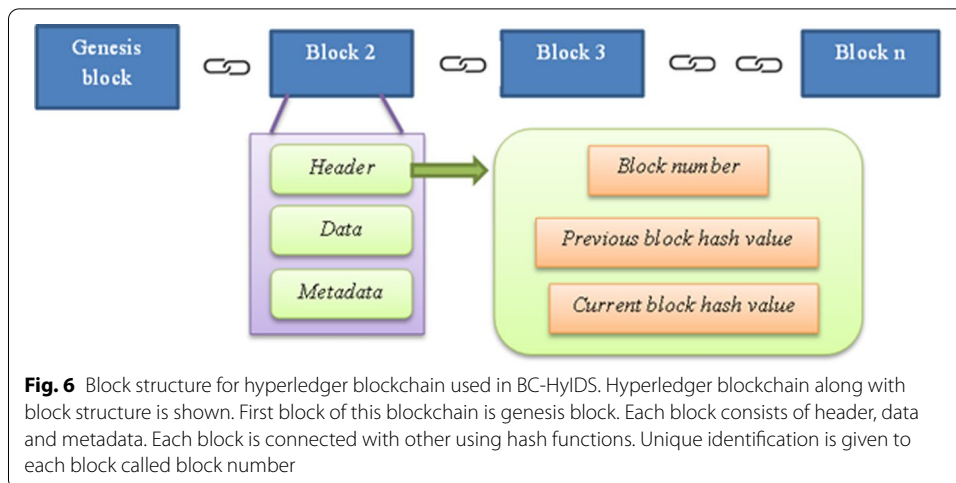 Genesis
block
Block 2
Block 3
Block n
Header
Data
Metadata
Block number
Previous block hash value
Current block hash value
Fig. 6 Block structure for hyperledger blockchain used in BC-HyIDS. Hyperledger blockchain along with
block structure is shown. First block of this blockchain is genesis block. Each block consists of header, data
and metadata. Each block is connected with other using hash functions. Unique identification is given to
each block called block number